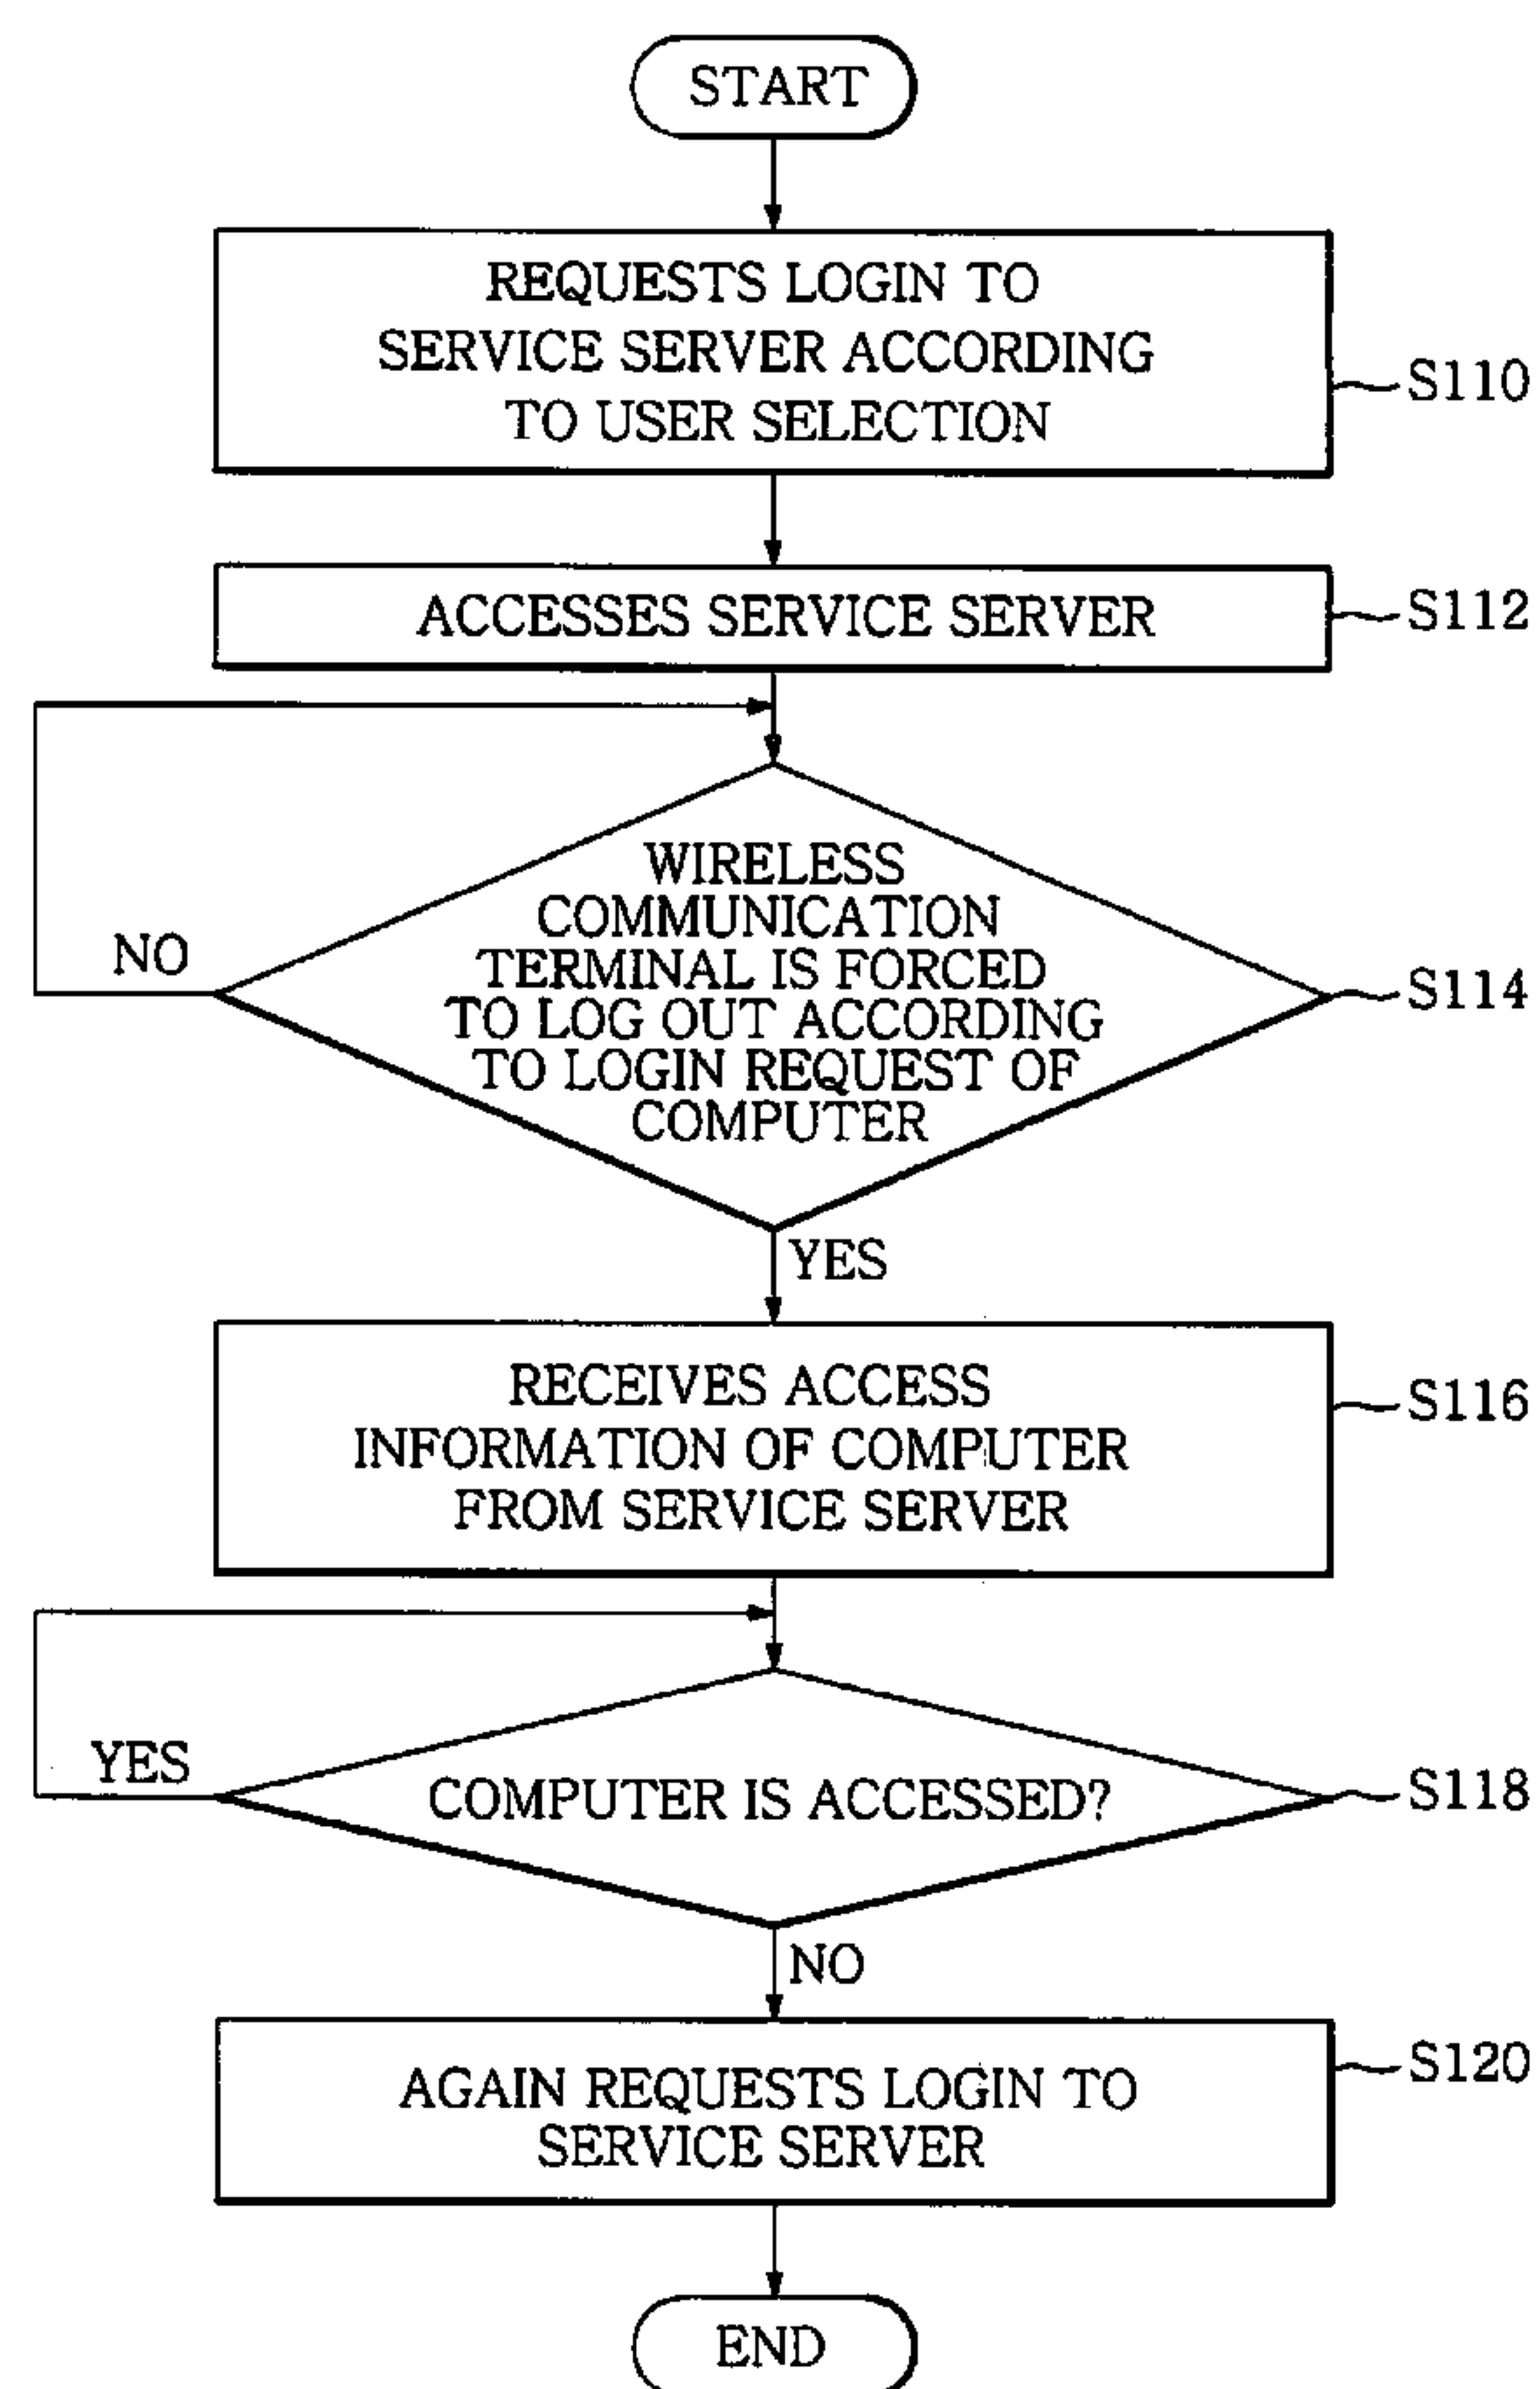 START
REQUESTS LOGIN TO
SERVICE SERVER ACCORDING
TO USER SELECTION
S110
ACCESSES SERVICE SERVER
S112
WIRELESS
COMMUNICATION
TERMINAL IS FORCED
TO LOG OUT ACCORDING
TO LOGIN REQUEST OF
COMPUTER
NO
S114
YES
RECEIVES ACCESS
INFORMATION OF COMPUTER
FROM SERVICE SERVER
S116
YES
COMPUTER IS ACCESSED?
S118
NO
AGAIN REQUESTS LOGIN TO
SERVICE SERVER
S120
END